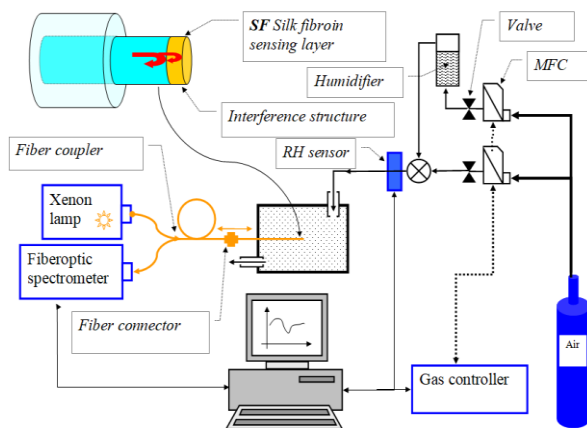 SF Silk fibroin
sensing layer
Interference structure
Fiber coupler
Xenon
lamp
Fiberoptic
spectrometer
Fiber connector
Humidifier
RH sensor
Valve
MFC
Air
Gas controller